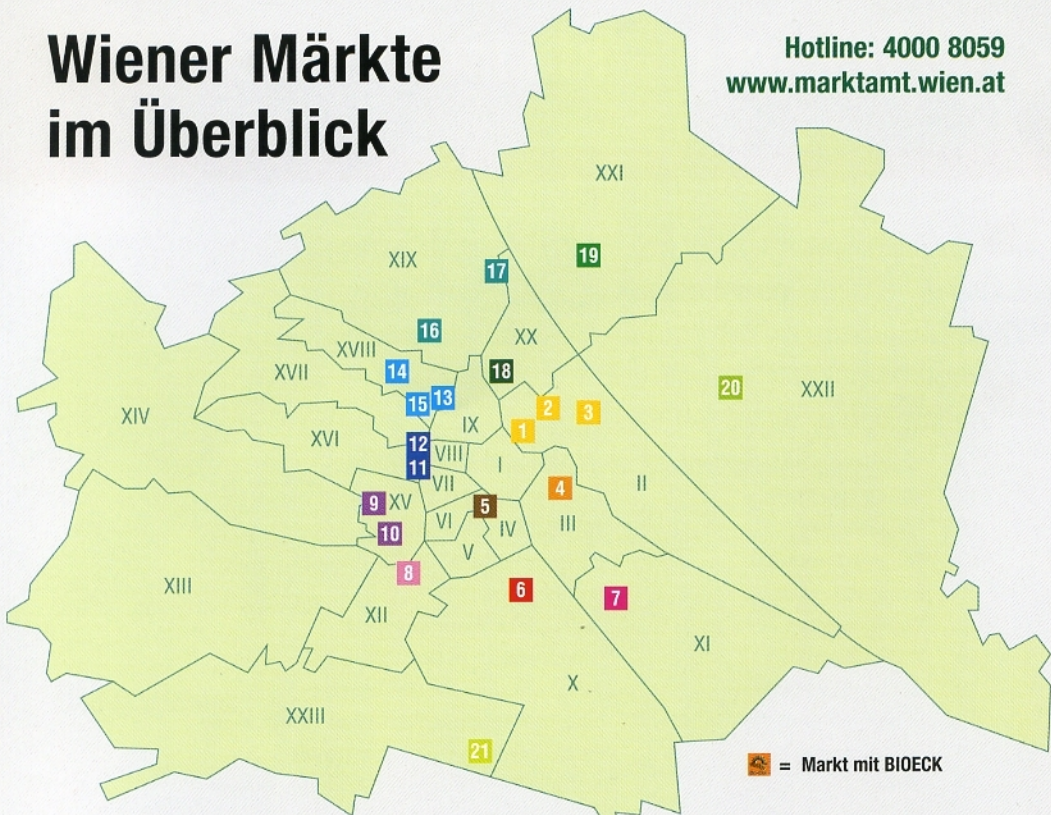 Wiener Märkte
im Überblick
Hotline: 4000 8059
www.marktamt.wien.at
XXI
XIX
17
19
16
XX
XVIII
14
18
XVII
20
XXII
15
13
2
3
XIV
XVI
IX
1
12
VIII
11
I
VII
4
II
9
XV
5
10
VI
IV
III
V
8
XIII
6
7
XII
XI
X
XXIII
21
= Markt mit BIOECK